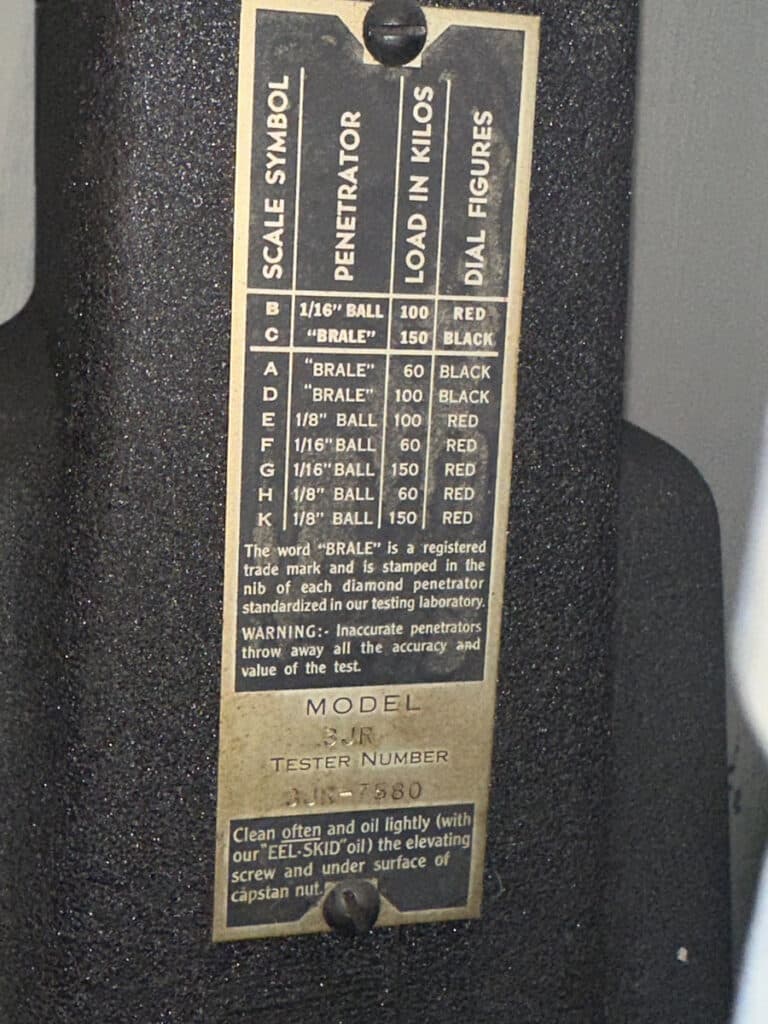 SCALE SYMBOL PENETRATOR LOAD IN KILOS DIAL FIGURES
B 1/16" BALL 100 RED
C "BRALE" 150 BLACK
A "BRALE" 60 BLACK
D "BRALE" 100 BLACK
E 1/8" BALL 100 RED
F 1/16" BALL 60 RED
G 1/16" BALL 150 RED
H 1/8" BALL 60 RED
K 1/8" BALL 150 RED
The word "BRALE" is a registered
trade mark and is stamped in the
nib of each diamond penetrator
standardized in our testing laboratory.
WARNING:- Inaccurate penetrators
throw away all the accuracy and
value of the test.
MODEL
3JR
TESTER NUMBER
Clean often and oil lightly (with
our "EEL-SKID" oil) the elevating
screw and under surface of
capstan nut.